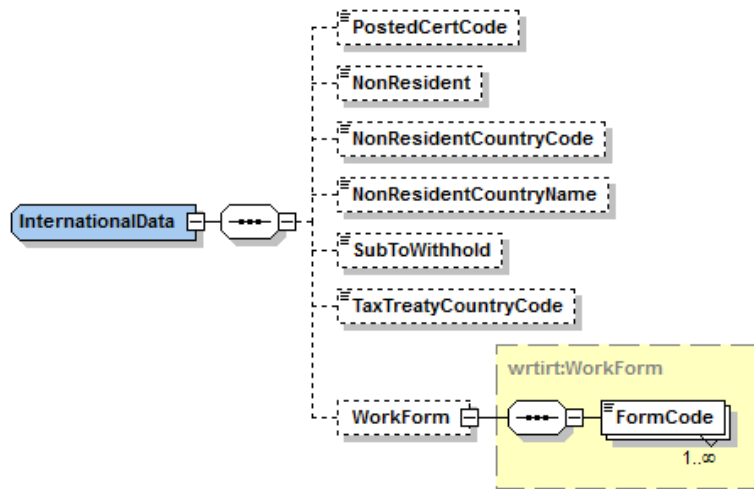 PostedCertCode
NonResident
NonResidentCountryCode
NonResidentCountryName
InternationalData
SubToWithhold
TaxTreatyCountryCode
wrtirt:WorkForm
WorkForm
FormCode
1..∞